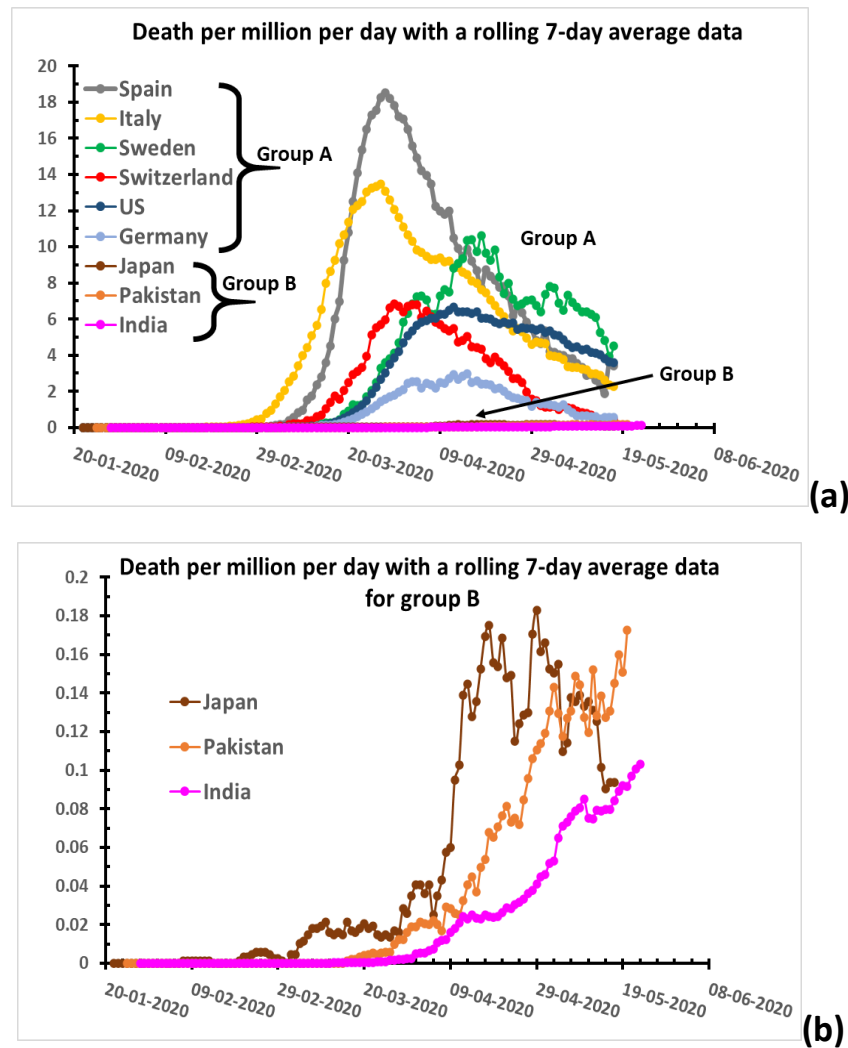 Death per million per day with a rolling 7-day average data
20
18
16
14
12
10
8
6
4
2
0
Spain
Italy
Sweden
Switzerland
US
Germany
Japan
Pakistan
India
Group A
Group B
Group A
Group B
20-01-2020
09-02-2020
29-02-2020
20-03-2020
09-04-2020
29-04-2020
19-05-2020
08-06-2020
(a)
Death per million per day with a rolling 7-day average data
for group B
0.2
0.18
0.16
0.14
0.12
0.1
0.08
0.06
0.04
0.02
0
Japan
Pakistan
India
20-01-2020
09-02-2020
29-02-2020
20-03-2020
09-04-2020
29-04-2020
19-05-2020
08-06-2020
(b)